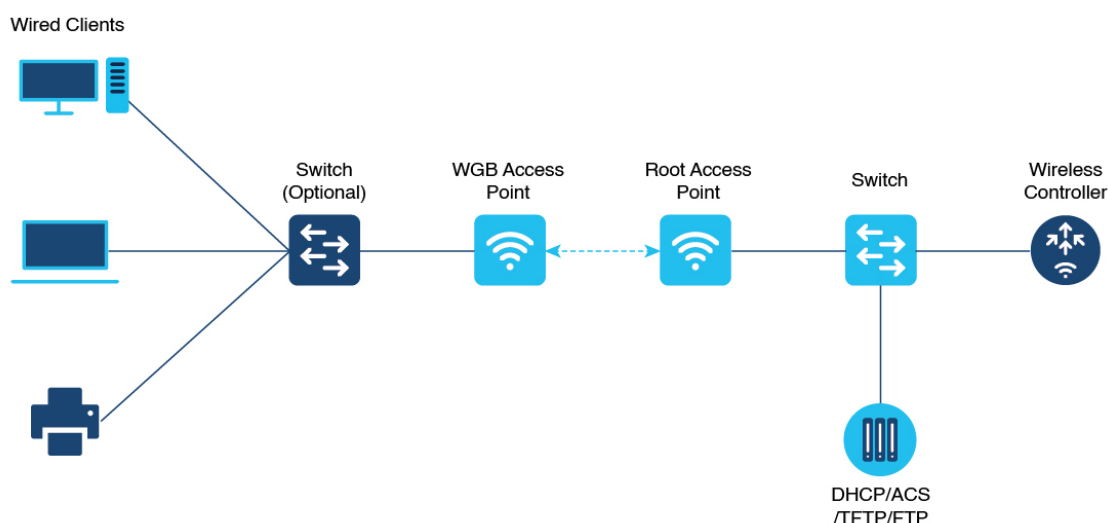 Wired Clients
Switch
(Optional)
WGB Access
Point
Root Access
Point
Switch
Wireless
Controller
DHCP/ACS
/TFTP/FTP